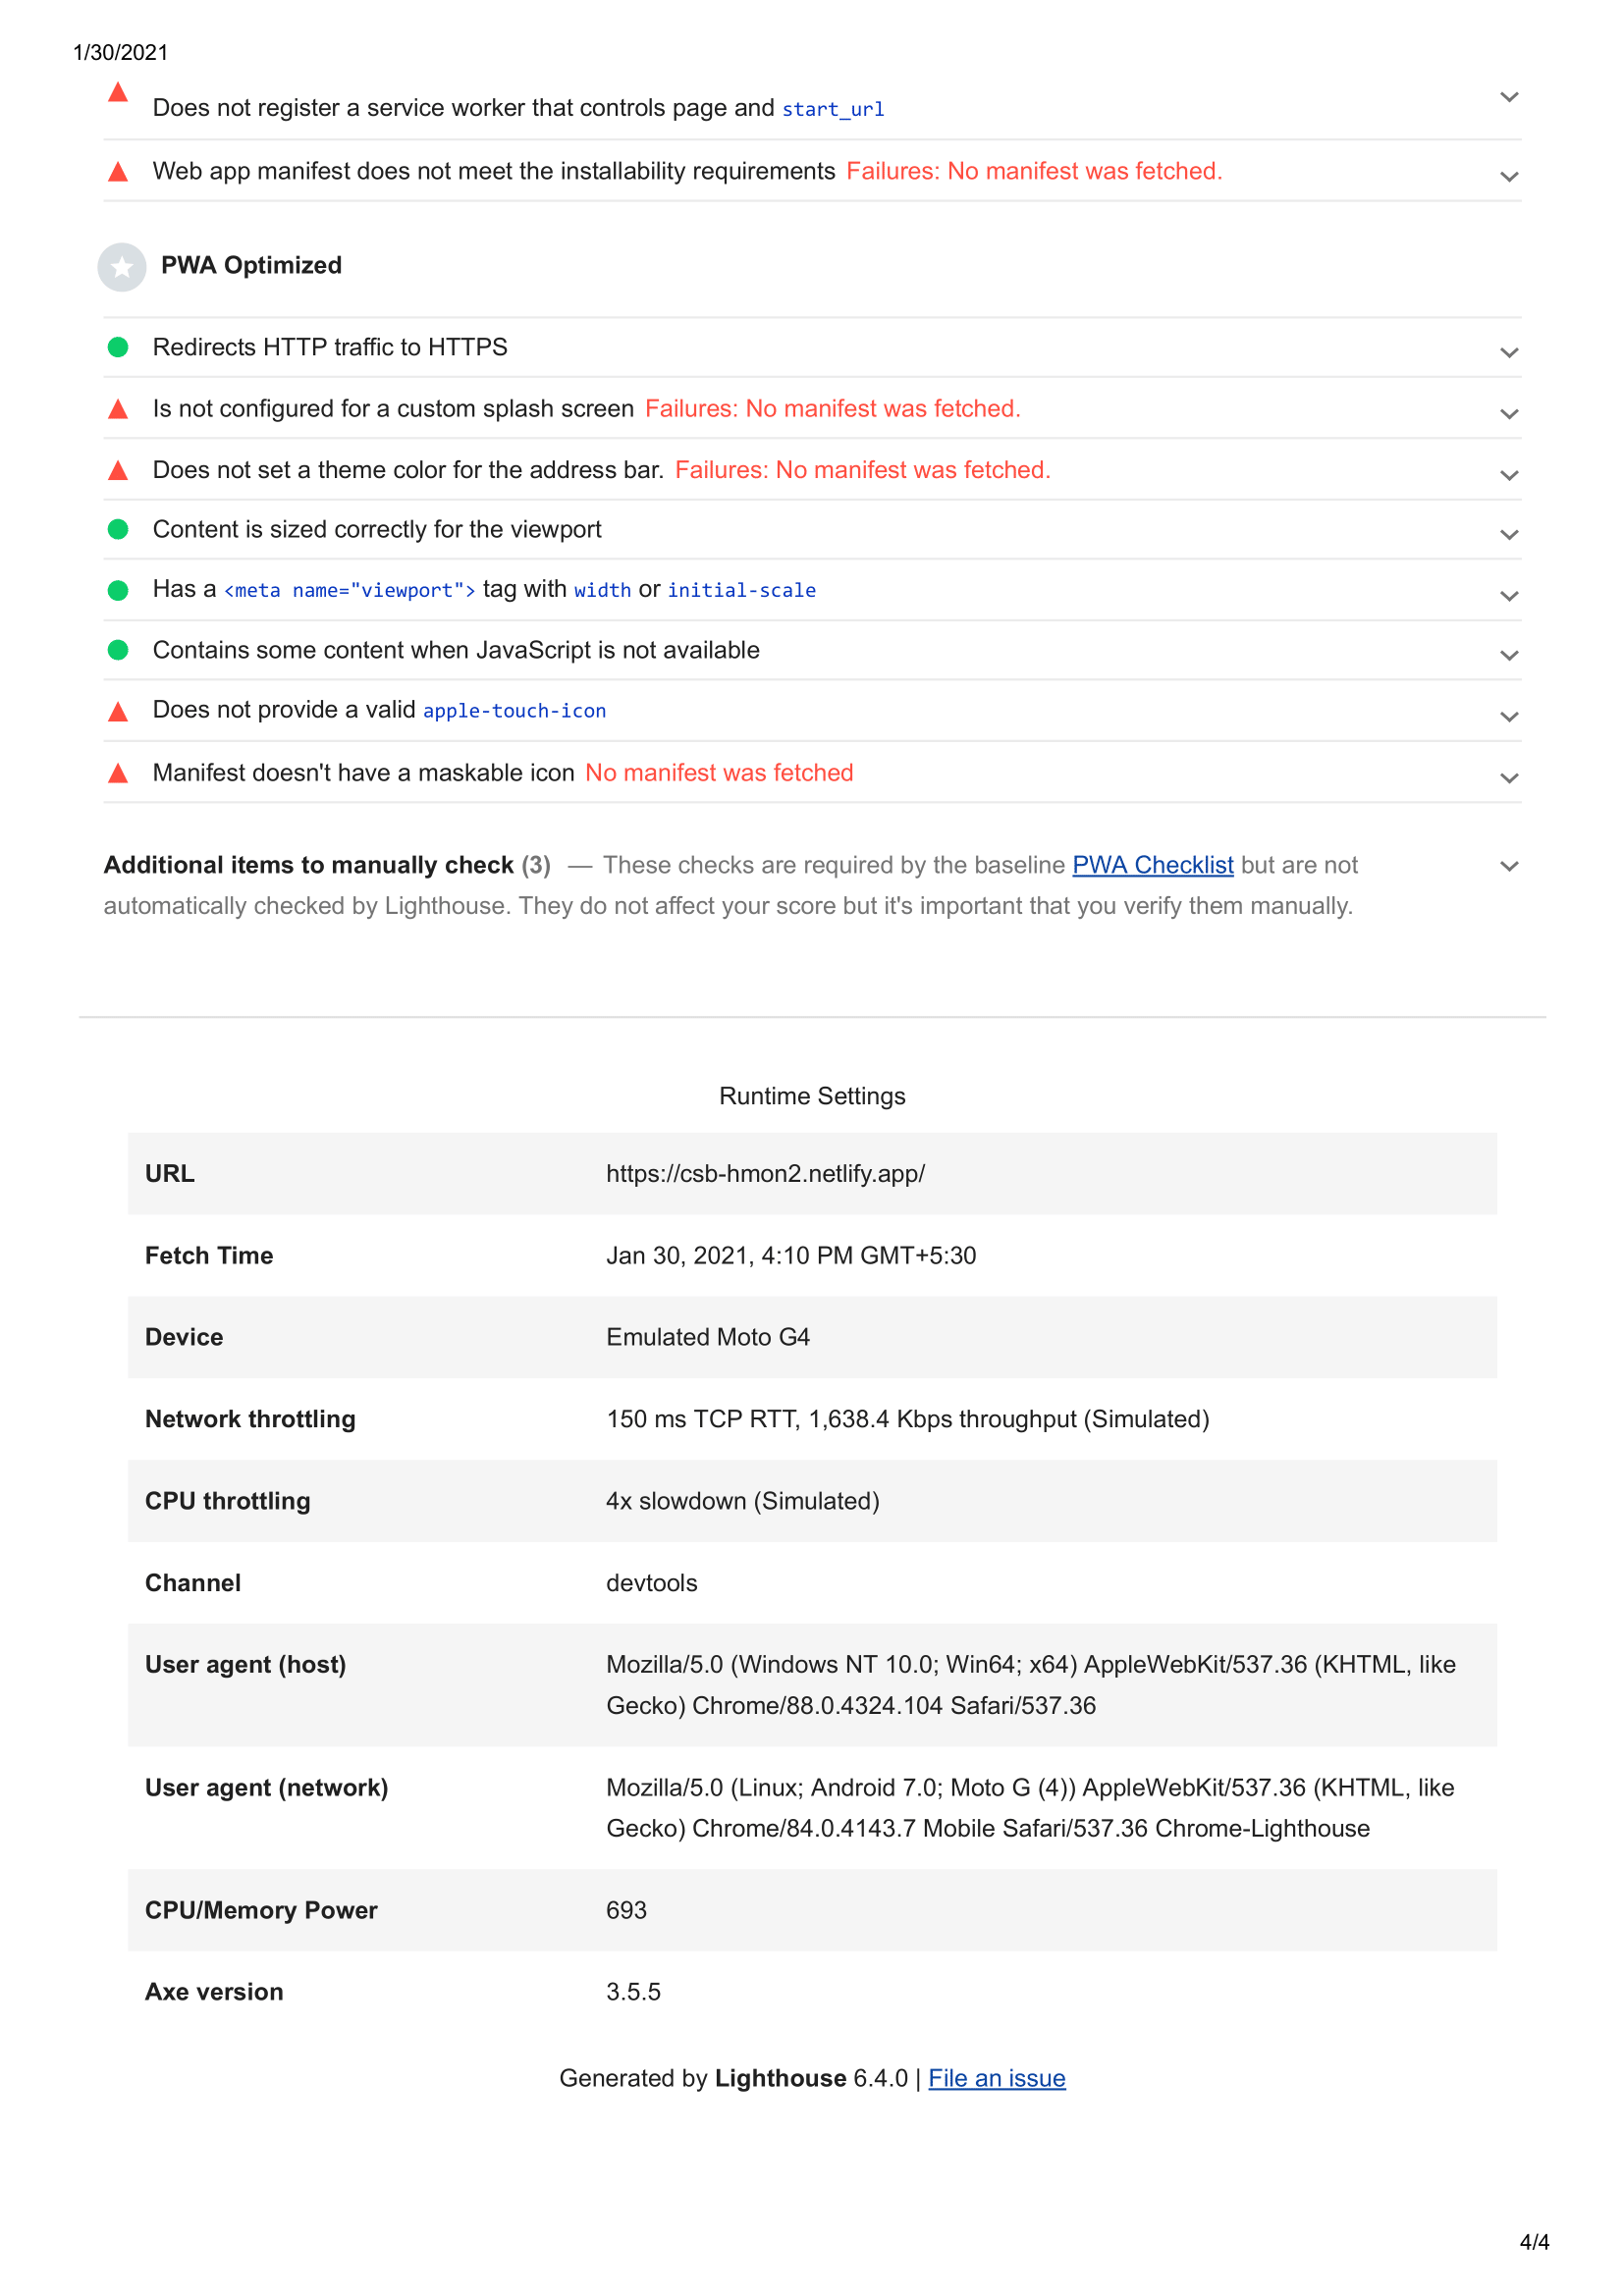 1/30/2021
Does not register a service worker that controls page and start_url
Web app manifest does not meet the installability requirements Failures: No manifest was fetched.
PWA Optimized
Redirects HTTP traffic to HTTPS
Is not configured for a custom splash screen Failures: No manifest was fetched.
Does not set a theme color for the address bar. Failures: No manifest was fetched.
Content is sized correctly for the viewport
Has a <meta name="viewport"> tag with width or initial-scale
Contains some content when JavaScript is not available
Does not provide a valid apple-touch-icon
Manifest doesn't have a maskable icon No manifest was fetched
Additional items to manually check (3) — These checks are required by the baseline PWA Checklist but are not
automatically checked by Lighthouse. They do not affect your score but it's important that you verify them manually.
Runtime Settings
URL https://csb-hmon2.netlify.app/
Fetch Time Jan 30, 2021, 4:10 PM GMT+5:30
Device Emulated Moto G4
Network throttling 150 ms TCP RTT, 1,638.4 Kbps throughput (Simulated)
CPU throttling 4x slowdown (Simulated)
Channel devtools
User agent (host) Mozilla/5.0 (Windows NT 10.0; Win64; x64) AppleWebKit/537.36 (KHTML, like
Gecko) Chrome/88.0.4324.104 Safari/537.36
User agent (network) Mozilla/5.0 (Linux; Android 7.0; Moto G (4)) AppleWebKit/537.36 (KHTML, like
Gecko) Chrome/84.0.4143.7 Mobile Safari/537.36 Chrome-Lighthouse
CPU/Memory Power 693
Axe version 3.5.5
Generated by Lighthouse 6.4.0 | File an issue
4/4